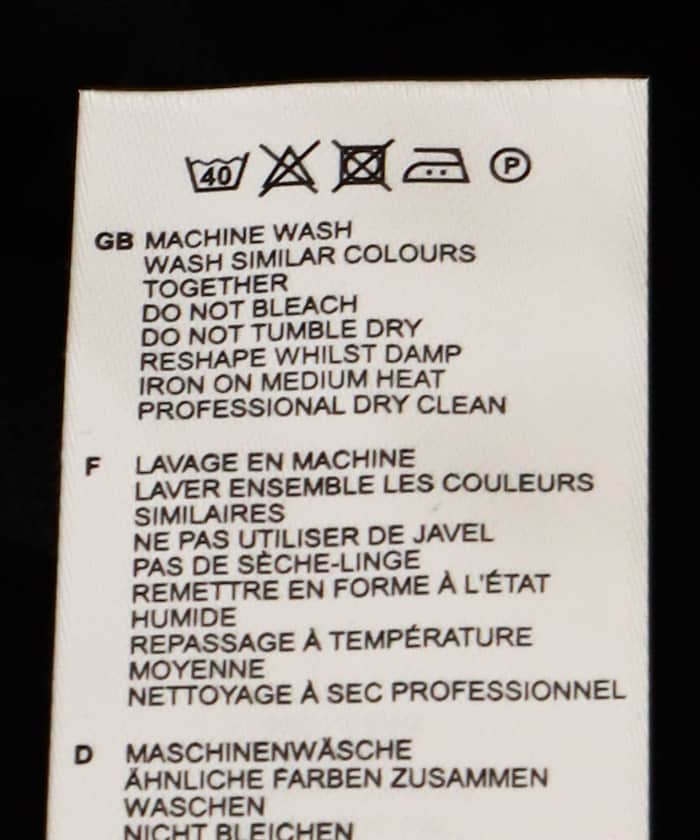 40 P
GB MACHINE WASH
WASH SIMILAR COLOURS
TOGETHER
DO NOT BLEACH
DO NOT TUMBLE DRY
RESHAPE WHILST DAMP
IRON ON MEDIUM HEAT
PROFESSIONAL DRY CLEAN
F LAVAGE EN MACHINE
LAVER ENSEMBLE LES COULEURS
SIMILAIRES
NE PAS UTILISER DE JAVEL
PAS DE SÈCHE-LINGE
REMETTRE EN FORME À L'ÉTAT
HUMIDE
REPASSAGE À TEMPÉRATURE
MOYENNE
NETTOYAGE À SEC PROFESSIONNEL
D MASCHINENWÄSCHE
ÄHNLICHE FARBEN ZUSAMMEN
WASCHEN
NICHT BLEICHEN